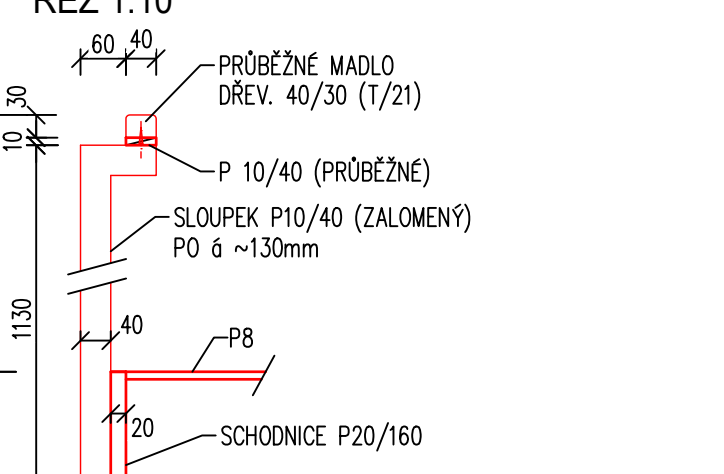 ŘEZ 1:10
60 40
PRŮBĚŽNÉ MADLO
DŘEV. 40/30 (T/21)
30
10
P 10/40 (PRŮBĚŽNÉ)
SLOUPEK P10/40 (ZALOMENÝ)
PO á ~130mm
1130
40
P8
20
SCHODNICE P20/160